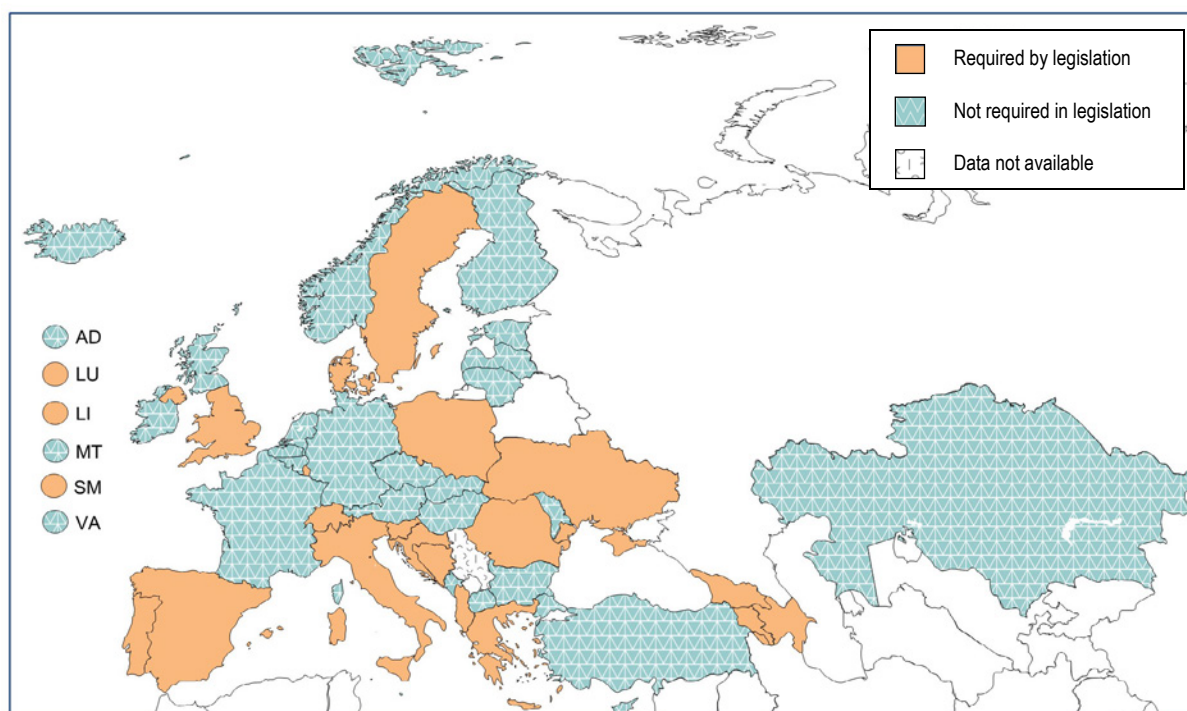 Required by legislation
Not required in legislation
Data not available
AD
LU
LI
MT
SM
VA